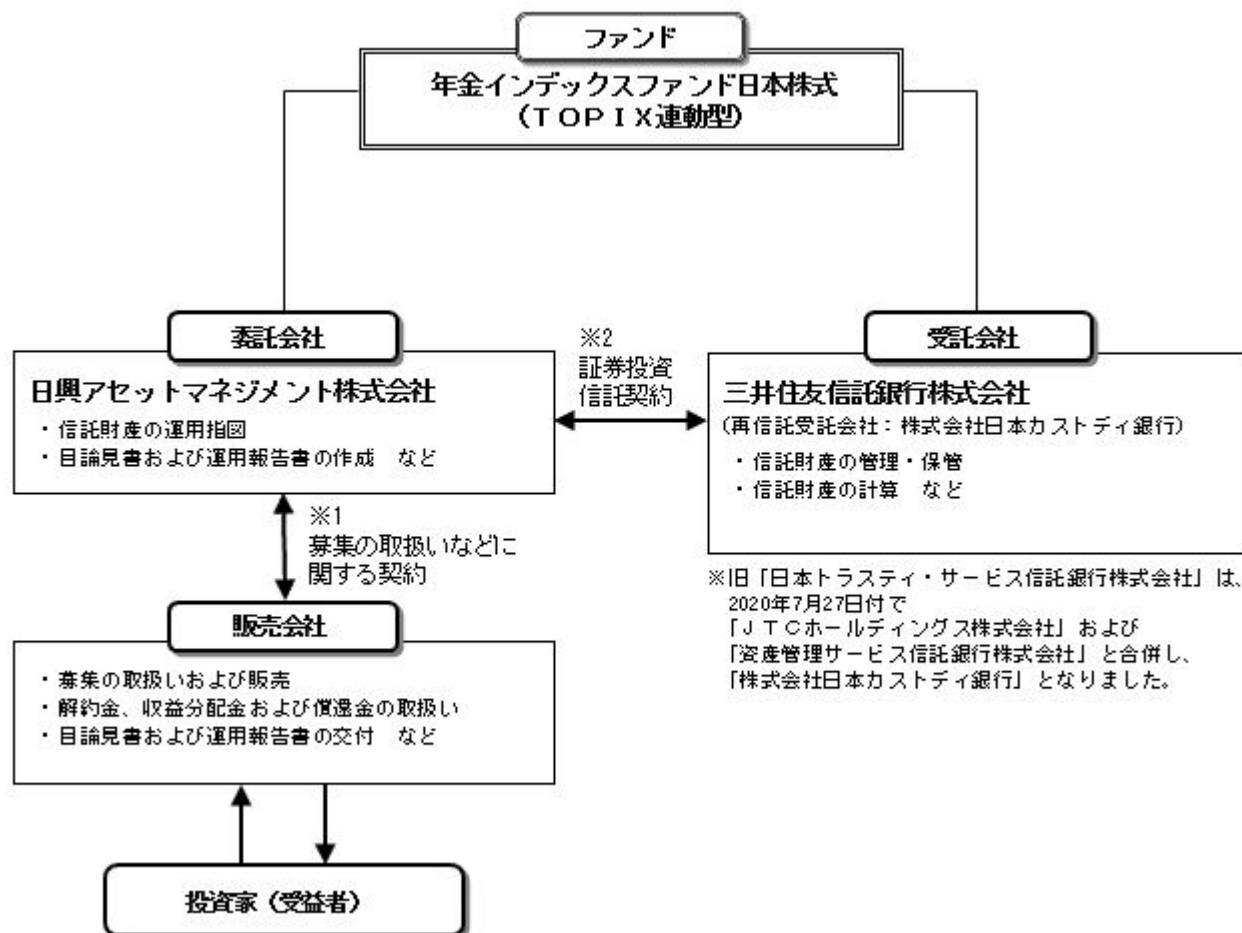 ファンド
年金インデックスファンド日本株式
(TOPIX連動型)
委託会社
日興アセットマネジメント株式会社
・信託財産の運用指図
・目論見書および運用報告書の作成 など
※2
証券投資
信託契約
受託会社
三井住友信託銀行株式会社
(再信託受託会社:株式会社日本カストディ銀行)
・信託財産の管理・保管
・信託財産の計算 など
※1
募集の取扱いなどに
関する契約
※旧「日本トラスティ・サービス信託銀行株式会社」は、
2020年7月27日付で
「JTCホールディングス株式会社」および
「資産管理サービス信託銀行株式会社」と合併し、
「株式会社日本カストディ銀行」となりました。
販売会社
・募集の取扱いおよび販売
・解約金、収益分配金および償還金の取扱い
・目論見書および運用報告書の交付 など
投資家(受益者)